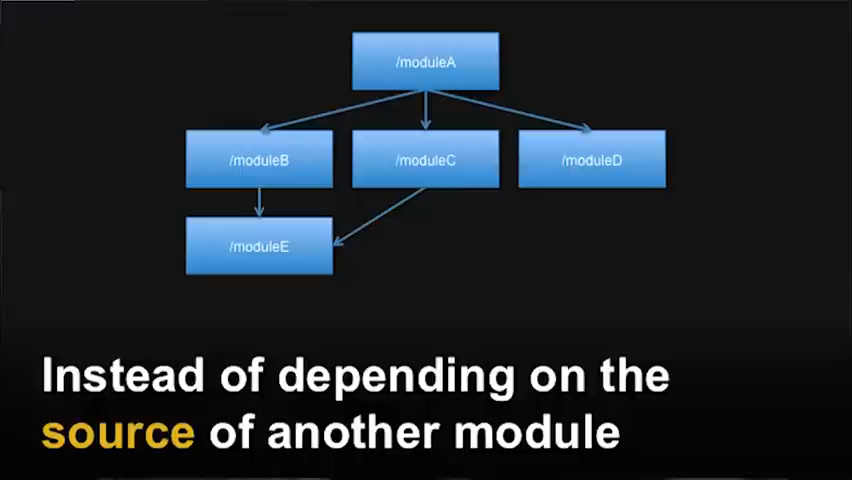 /moduleA
/moduleB
/moduleC
/moduleD
/moduleE
Instead of depending on the
source of another module